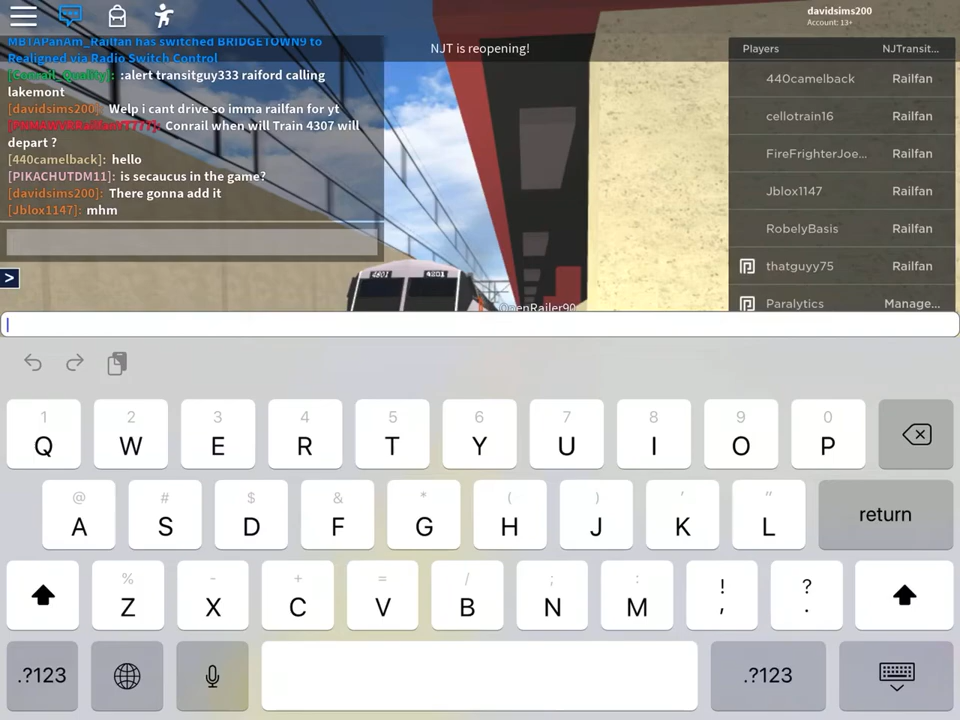 davidsims200
Account: 13+
MBTAPanAm_Railfan has switched BRIDGETOWN9 to
Realigned via Radio Switch Control
[Conrail_Quality]: :alert transitguy333 raiford calling
lakemont
[davidsims200]: Welp i cant drive so imma railfan for yt
Conrail when will Train 4307 will
depart ?
[440camelback]: hello
[PIKACHUTDM11]: is secaucus in the game?
[davidsims200]: There gonna add it
[Jblox1147]: mhm
NJT is reopening!
Players NJTransit...
440camelback Railfan
cellotrain16 Railfan
FireFrighterJoe... Railfan
Jblox1147 Railfan
RobelyBasis Railfan
thatguyy75 Railfan
Paralytics Manage...
>
4201
OpenRailer90
1 2 3 4 5 6 7 8 9 0
Q W E R T Y U I O P
@ # $ & * ( ) ' "
A S D F G H J K L return
% - + = / ; : ! ?
Z X C V B N M , .
.?123 .?123